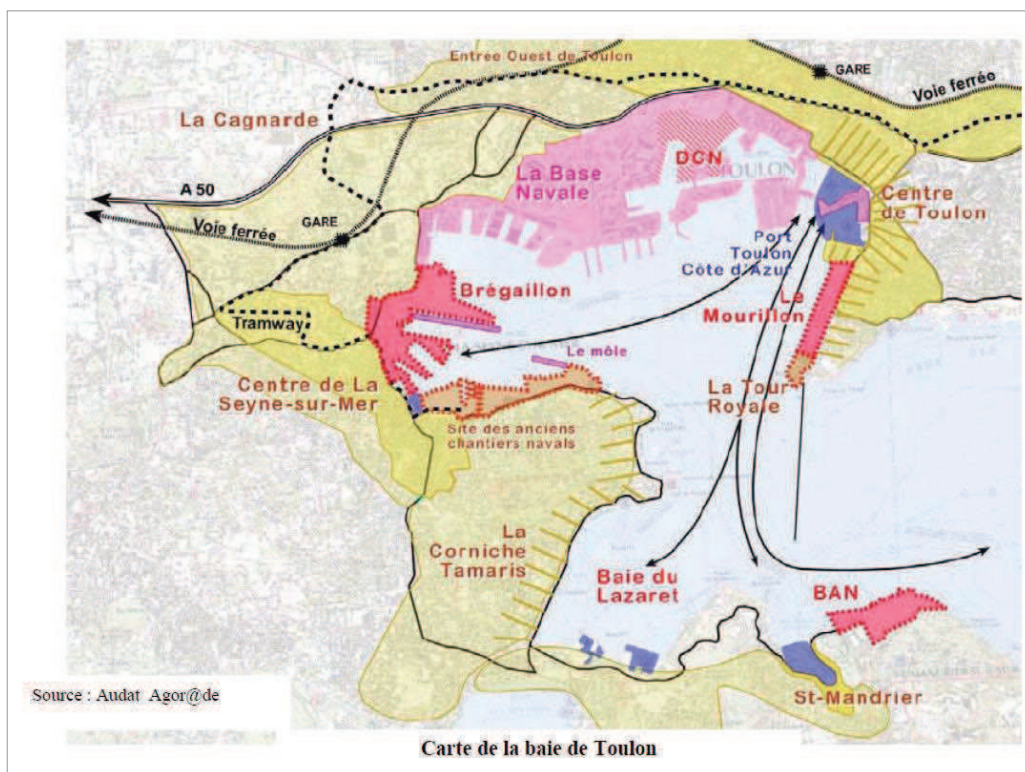 Entrée Ouest de Toulon
GARE
Voie ferrée
La Cagnarde
DCN
TOULON
La Base
Navale
A 50
Centre
de Toulon
Voie ferrée
GARE
Port
Toulon
Côte d'Azur
Brégaillon
Le
Mourillon
Tramway
Le môle
Centre de La
Seyne-sur-Mer
La Tour
Royale
Site des anciens
chantiers navals
La
Corniche
Tamaris
Baie du
Lazaret
BAN
St-Mandrier
Source : Audat Agor@de
Carte de la baie de Toulon